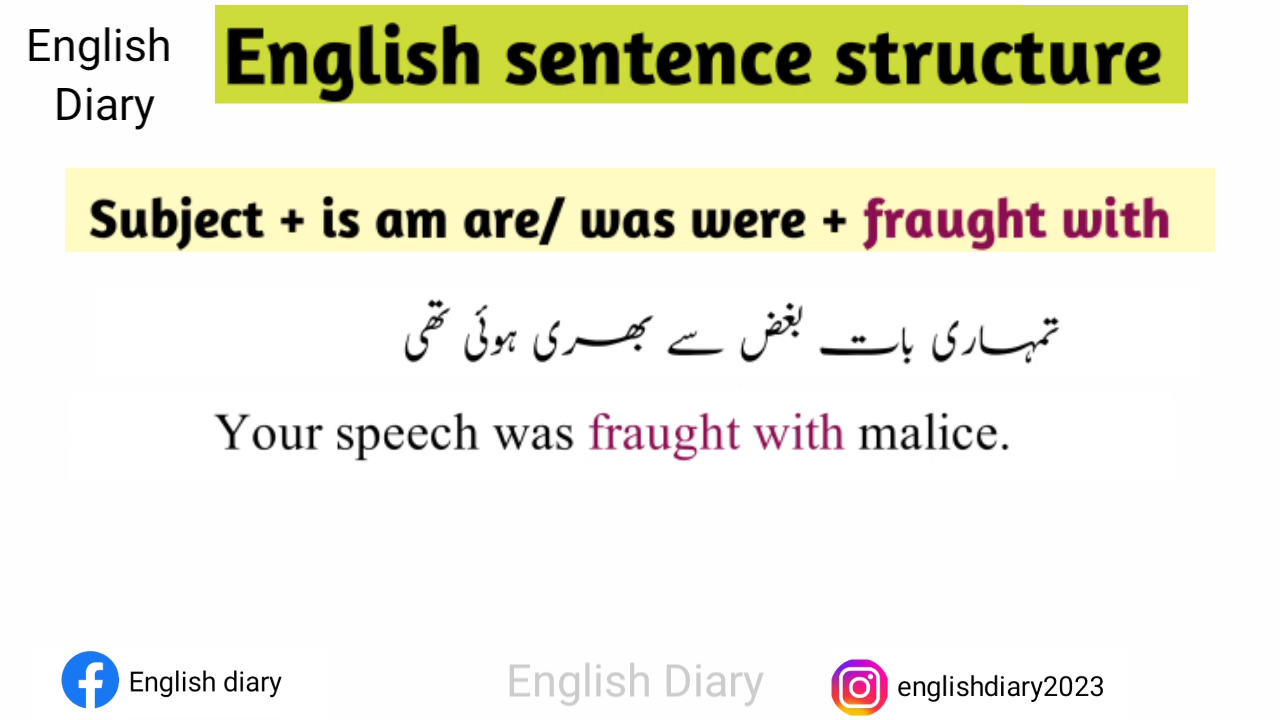 English
Diary
English sentence structure
Subject + is am are/ was were + fraught with
تمہاری بات بغض سے بھری ہوئی تھی
Your speech was fraught with malice.
English diary
English Diary
englishdiary2023